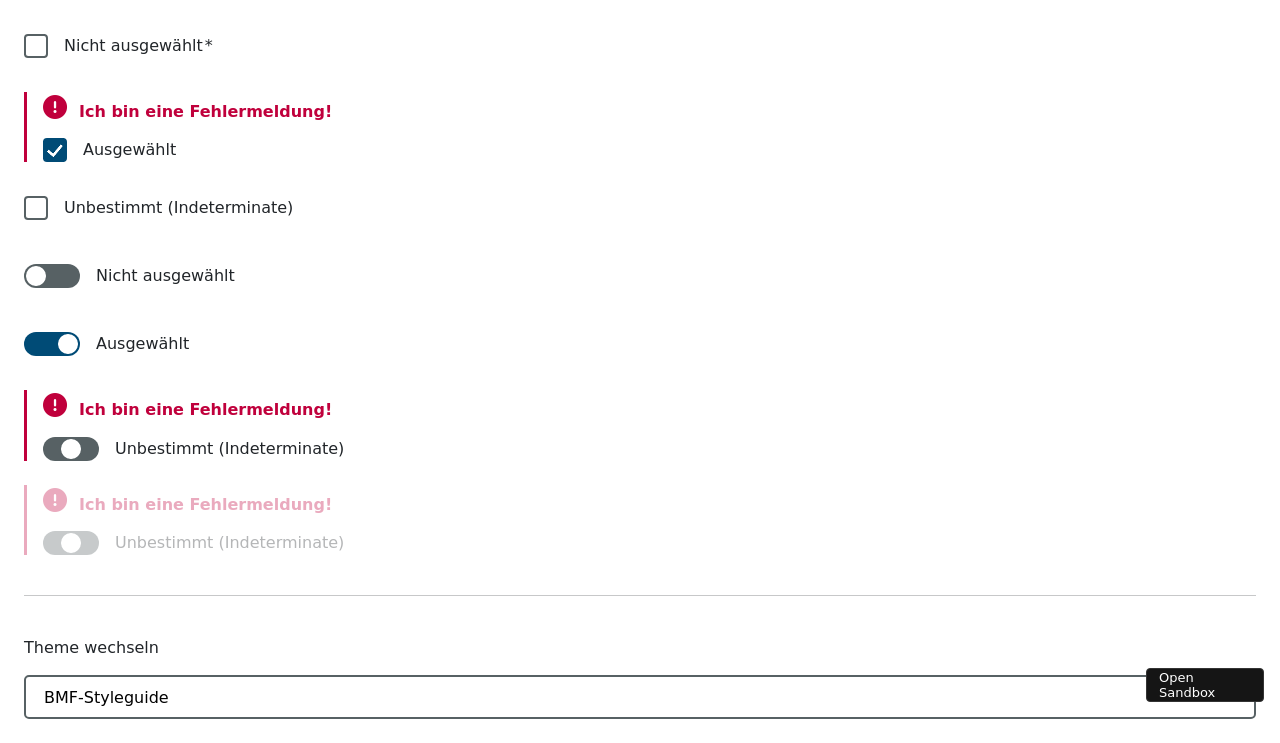 Nicht ausgewählt*
Ich bin eine Fehlermeldung!
Ausgewählt
Unbestimmt (Indeterminate)
Nicht ausgewählt
Ausgewählt
Ich bin eine Fehlermeldung!
Unbestimmt (Indeterminate)
Ich bin eine Fehlermeldung!
Unbestimmt (Indeterminate)
Theme wechseln
BMF-Styleguide
Open
Sandbox